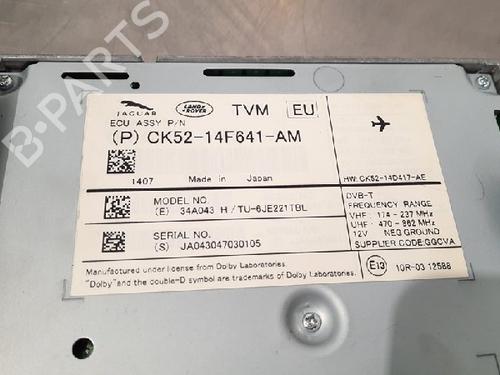 B-PARTS
JAGUAR
LAND ROVER
TVM
EU
ECU ASSY P/N
(P) CK52-14F641-AM
1407 Made in Japan
HW:CK52-14D417-AE
MODEL NO.
(E) 34A043 H/TU-6JE221TBL
DVB-T
FREQUENCY RANGE
VHF: 174 - 237 MHz
UHF: 470 - 862 MHz
12V NEG.GROUND
SUPPLIER CODE:GQCVA
SERIAL NO.
(S) JA043047030105
Manufactured under license from Dolby Laboratories.
"Dolby" and the double-D symbol are trademarks of Dolby Laboratories.
E13
10R-03 12588